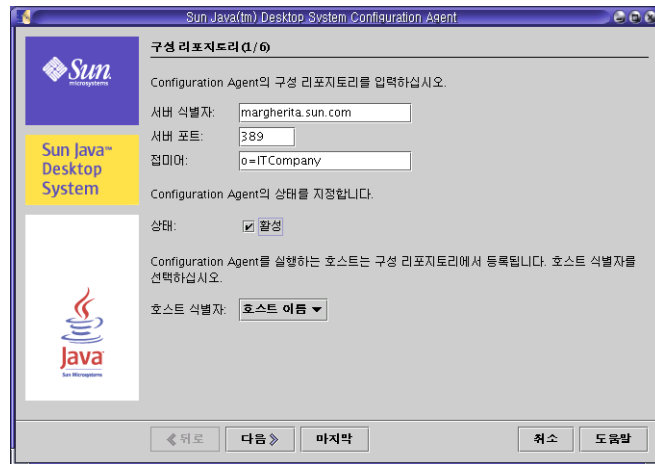 Sun Java(tm) Desktop System Configuration Agent
Sun
microsystems
Sun Java™
Desktop
System
Java
Sun Microsystems
구성 리포지토리(1/6)
Configuration Agent의 구성 리포지토리를 입력하십시오.
서버 식별자: margherita.sun.com
서버 포트: 389
접미어: o=ITCompany
Configuration Agent의 상태를 지정합니다.
상태: 활성
Configuration Agent를 실행하는 호스트는 구성 리포지토리에서 등록됩니다. 호스트 식별자를
선택하십시오.
호스트 식별자: 호스트 이름
뒤로 다음 마지막 취소 도움말